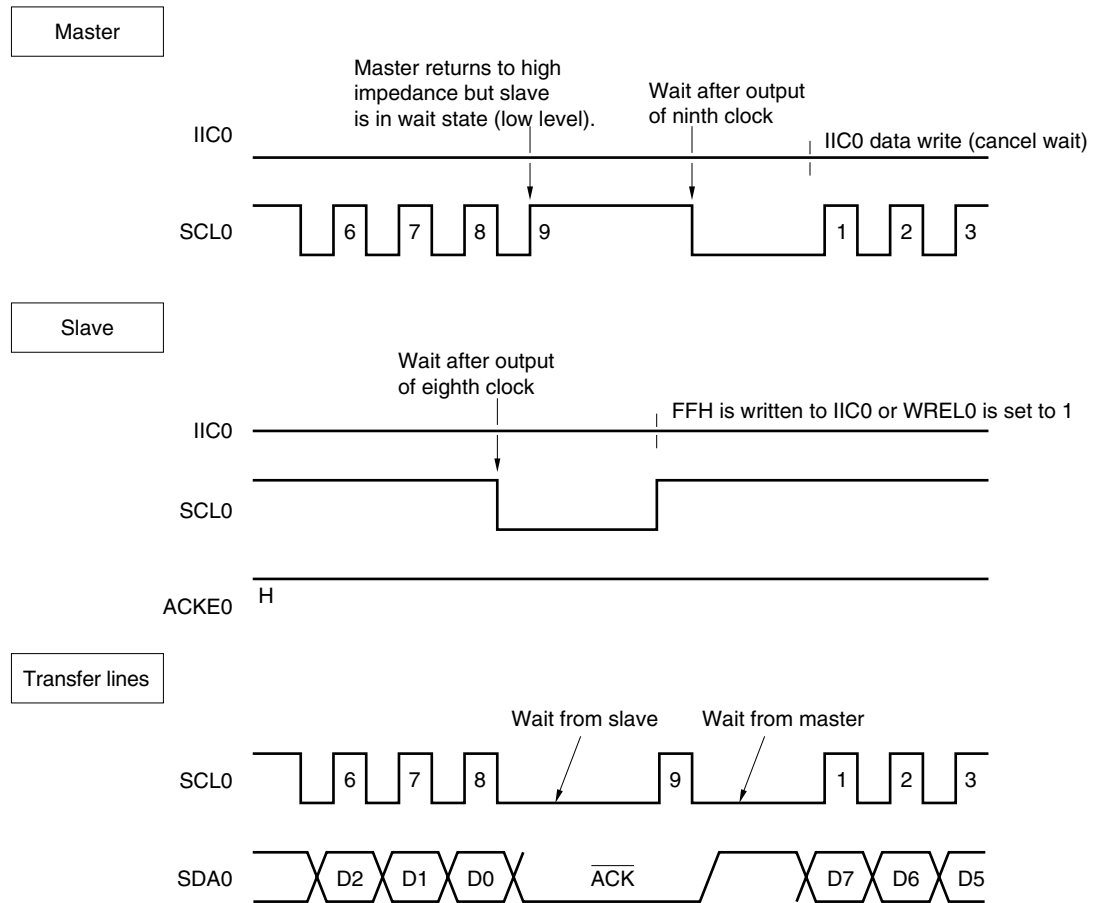 Master
Master returns to high
impedance but slave
is in wait state (low level).
Wait after output
of ninth clock
IIC0
IIC0 data write (cancel wait)
SCL0
6 7 8 9 1 2 3
Slave
Wait after output
of eighth clock
FFH is written to IIC0 or WREL0 is set to 1
IIC0
SCL0
H
ACKE0
Transfer lines
Wait from slave Wait from master
SCL0
6 7 8 9 1 2 3
SDA0
D2 D1 D0 ACK D7 D6 D5